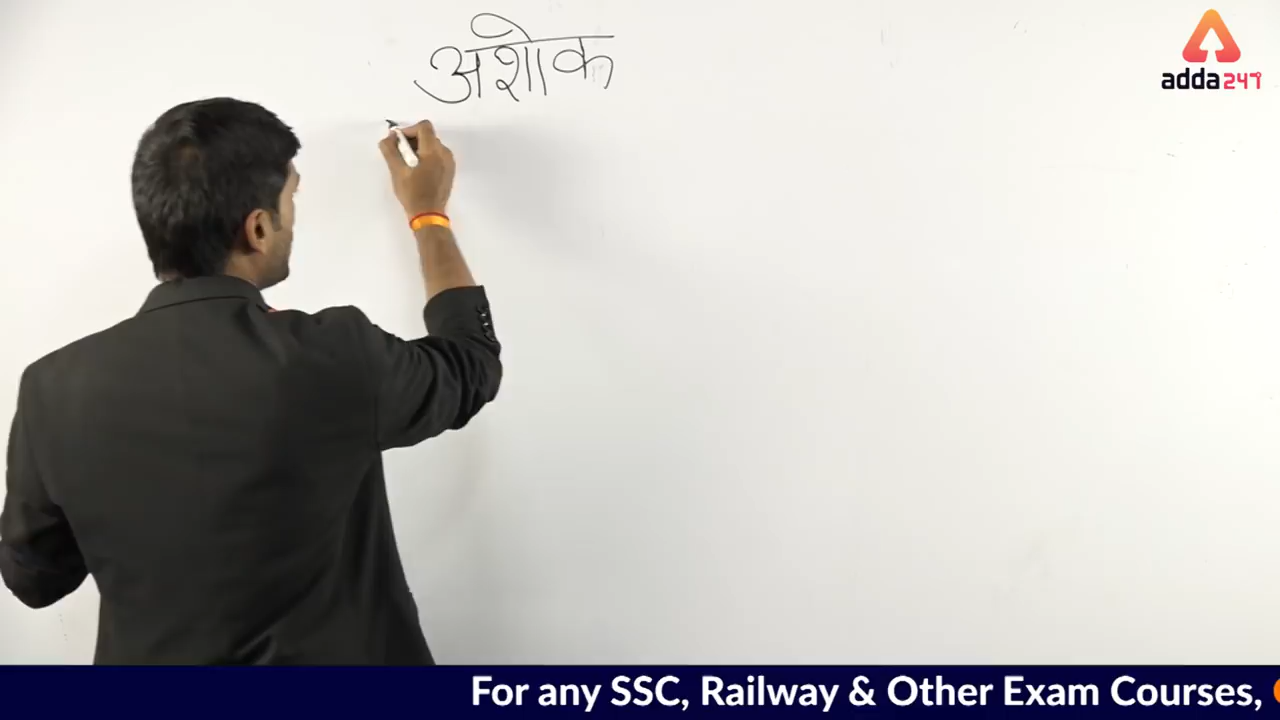 अशोक
adda247
For any SSC, Railway & Other Exam Courses,